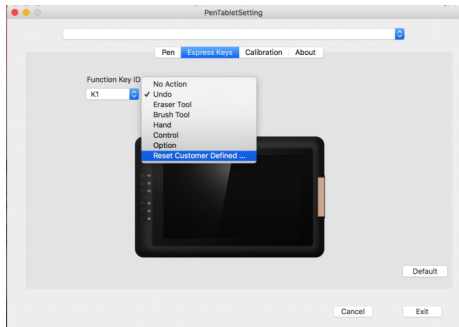 PenTabletSetting
Pen Express Keys Calibration About
Function Key ID
K1
No Action
✓ Undo
Eraser Tool
Brush Tool
Hand
Control
Option
Reset Customer Defined ...
Default
Cancel Exit